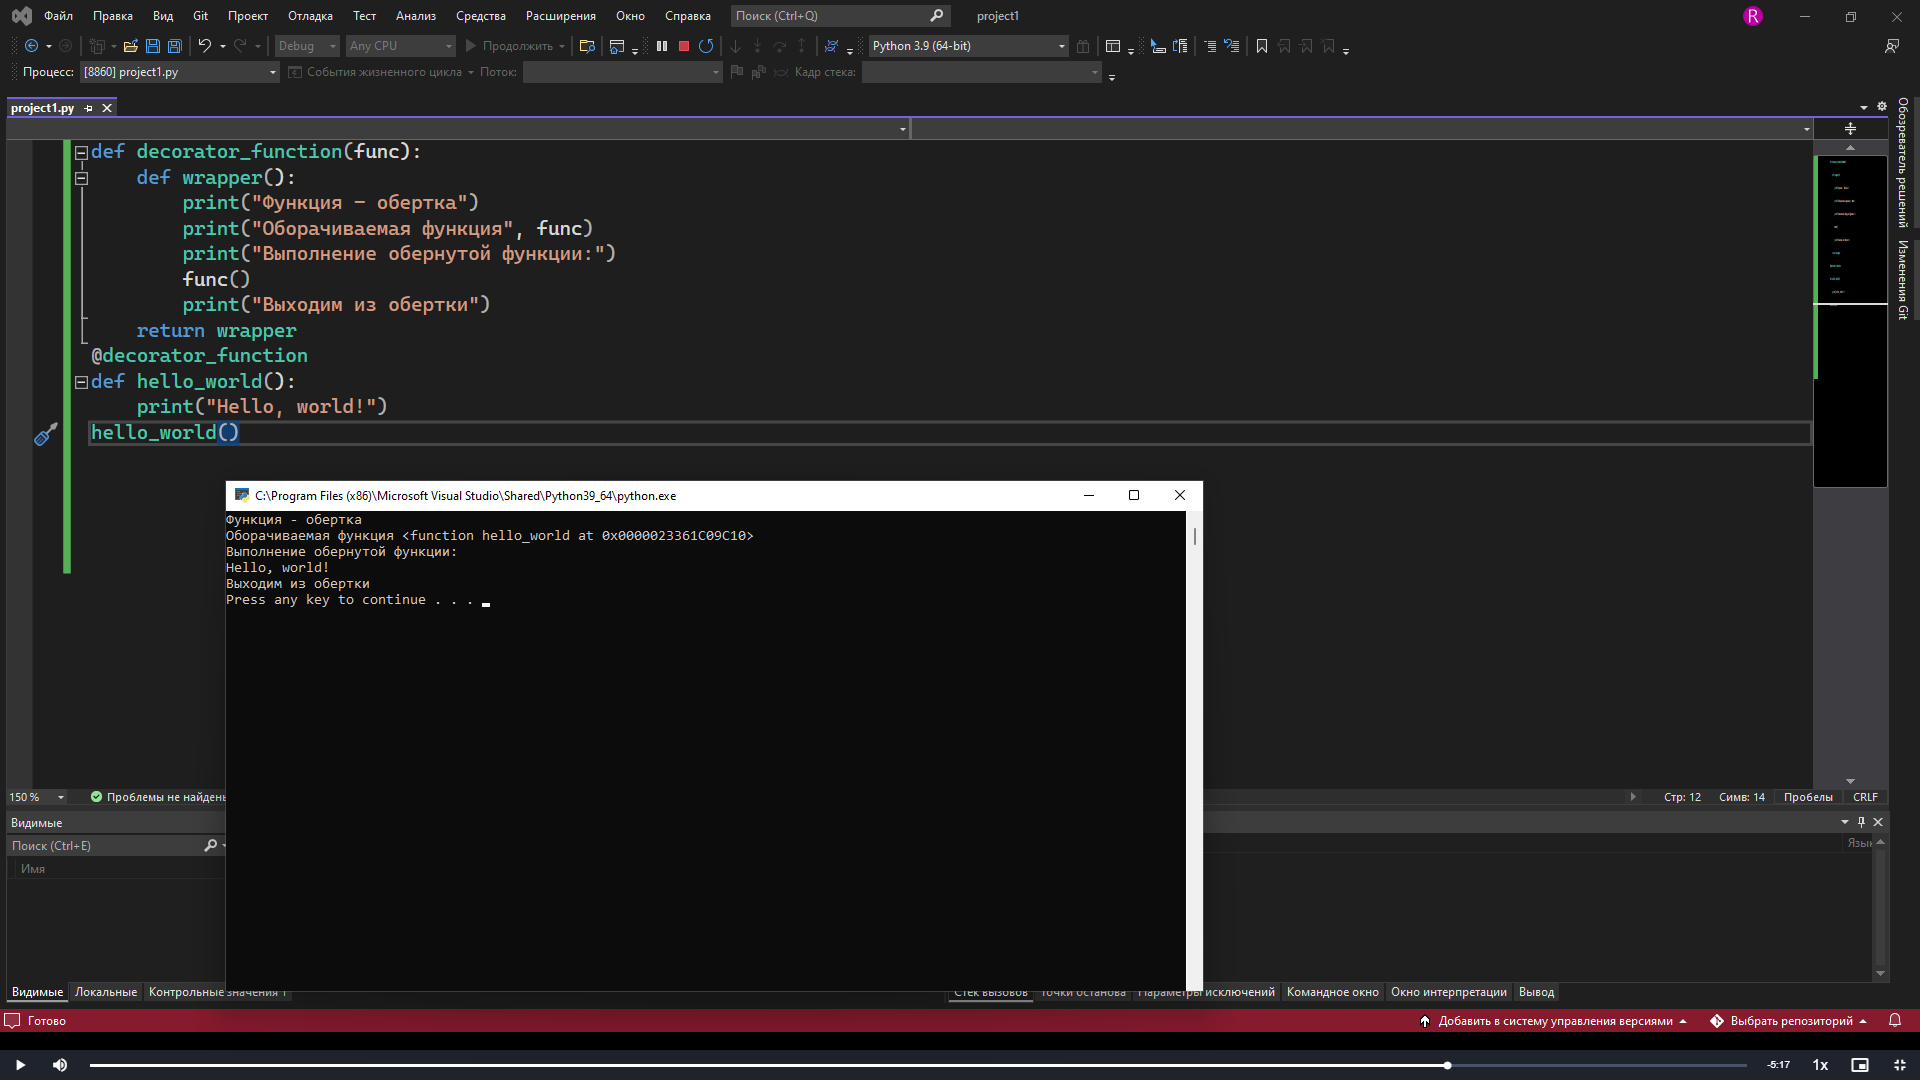 Файл Правка Вид Git Проект Отладка Тест Анализ Средства Расширения Окно Справка Поиск (Ctrl+Q) project1 R
Debug Any CPU Продолжить Python 3.9 (64-bit)
Процесс: [8860] project1.py События жизненного цикла Поток: Кадр стека:
project1.py
def decorator_function(func):
def wrapper():
print("Функция - обертка")
print("Оборачиваемая функция", func)
print("Выполнение обернутой функции:")
func()
print("Выходим из обертки")
return wrapper
@decorator_function
def hello_world():
print("Hello, world!")
hello_world()
Обозреватель решений
Изменения Git
C:\Program Files (x86)\Microsoft Visual Studio\Shared\Python39_64\python.exe
Функция - обертка
Оборачиваемая функция <function hello_world at 0x0000023361C09C10>
Выполнение обернутой функции:
Hello, world!
Выходим из обертки
Press any key to continue . . .
150 % Проблемы не найдены Стр: 12 Симв: 14 Пробелы CRLF
Видимые
Поиск (Ctrl+E)
Имя
Язык
Видимые Локальные Контрольные значения 1 Стек вызовов Точки останова Параметры исключений Командное окно Окно интерпретации Вывод
Готово Добавить в систему управления версиями Выбрать репозиторий
-5:17 1x